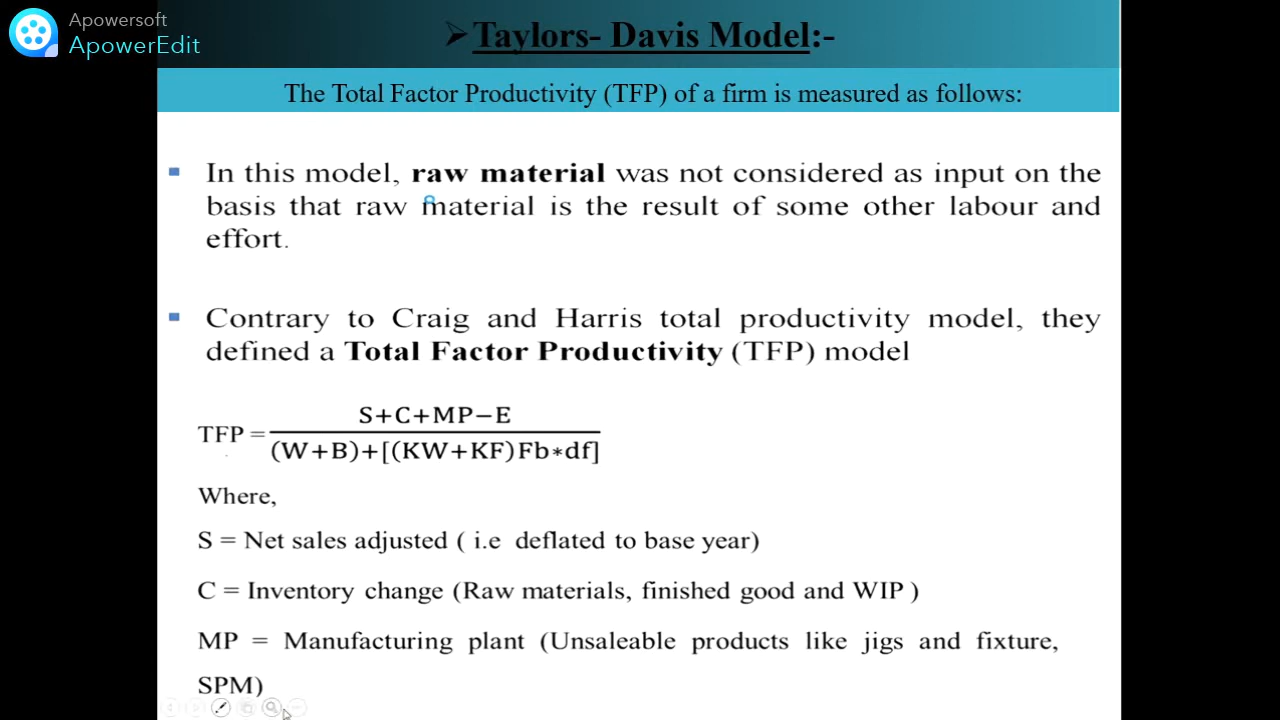 Apowersoft
ApowerEdit
➢Taylors- Davis Model:-
The Total Factor Productivity (TFP) of a firm is measured as follows:
▪ In this model, raw material was not considered as input on the
basis that raw material is the result of some other labour and
effort.
▪ Contrary to Craig and Harris total productivity model, they
defined a Total Factor Productivity (TFP) model
S+C+MP−E
TFP =
(W+B)+[(KW+KF)Fb*df]
Where,
S = Net sales adjusted ( i.e deflated to base year)
C = Inventory change (Raw materials, finished good and WIP )
MP = Manufacturing plant (Unsaleable products like jigs and fixture,
SPM)